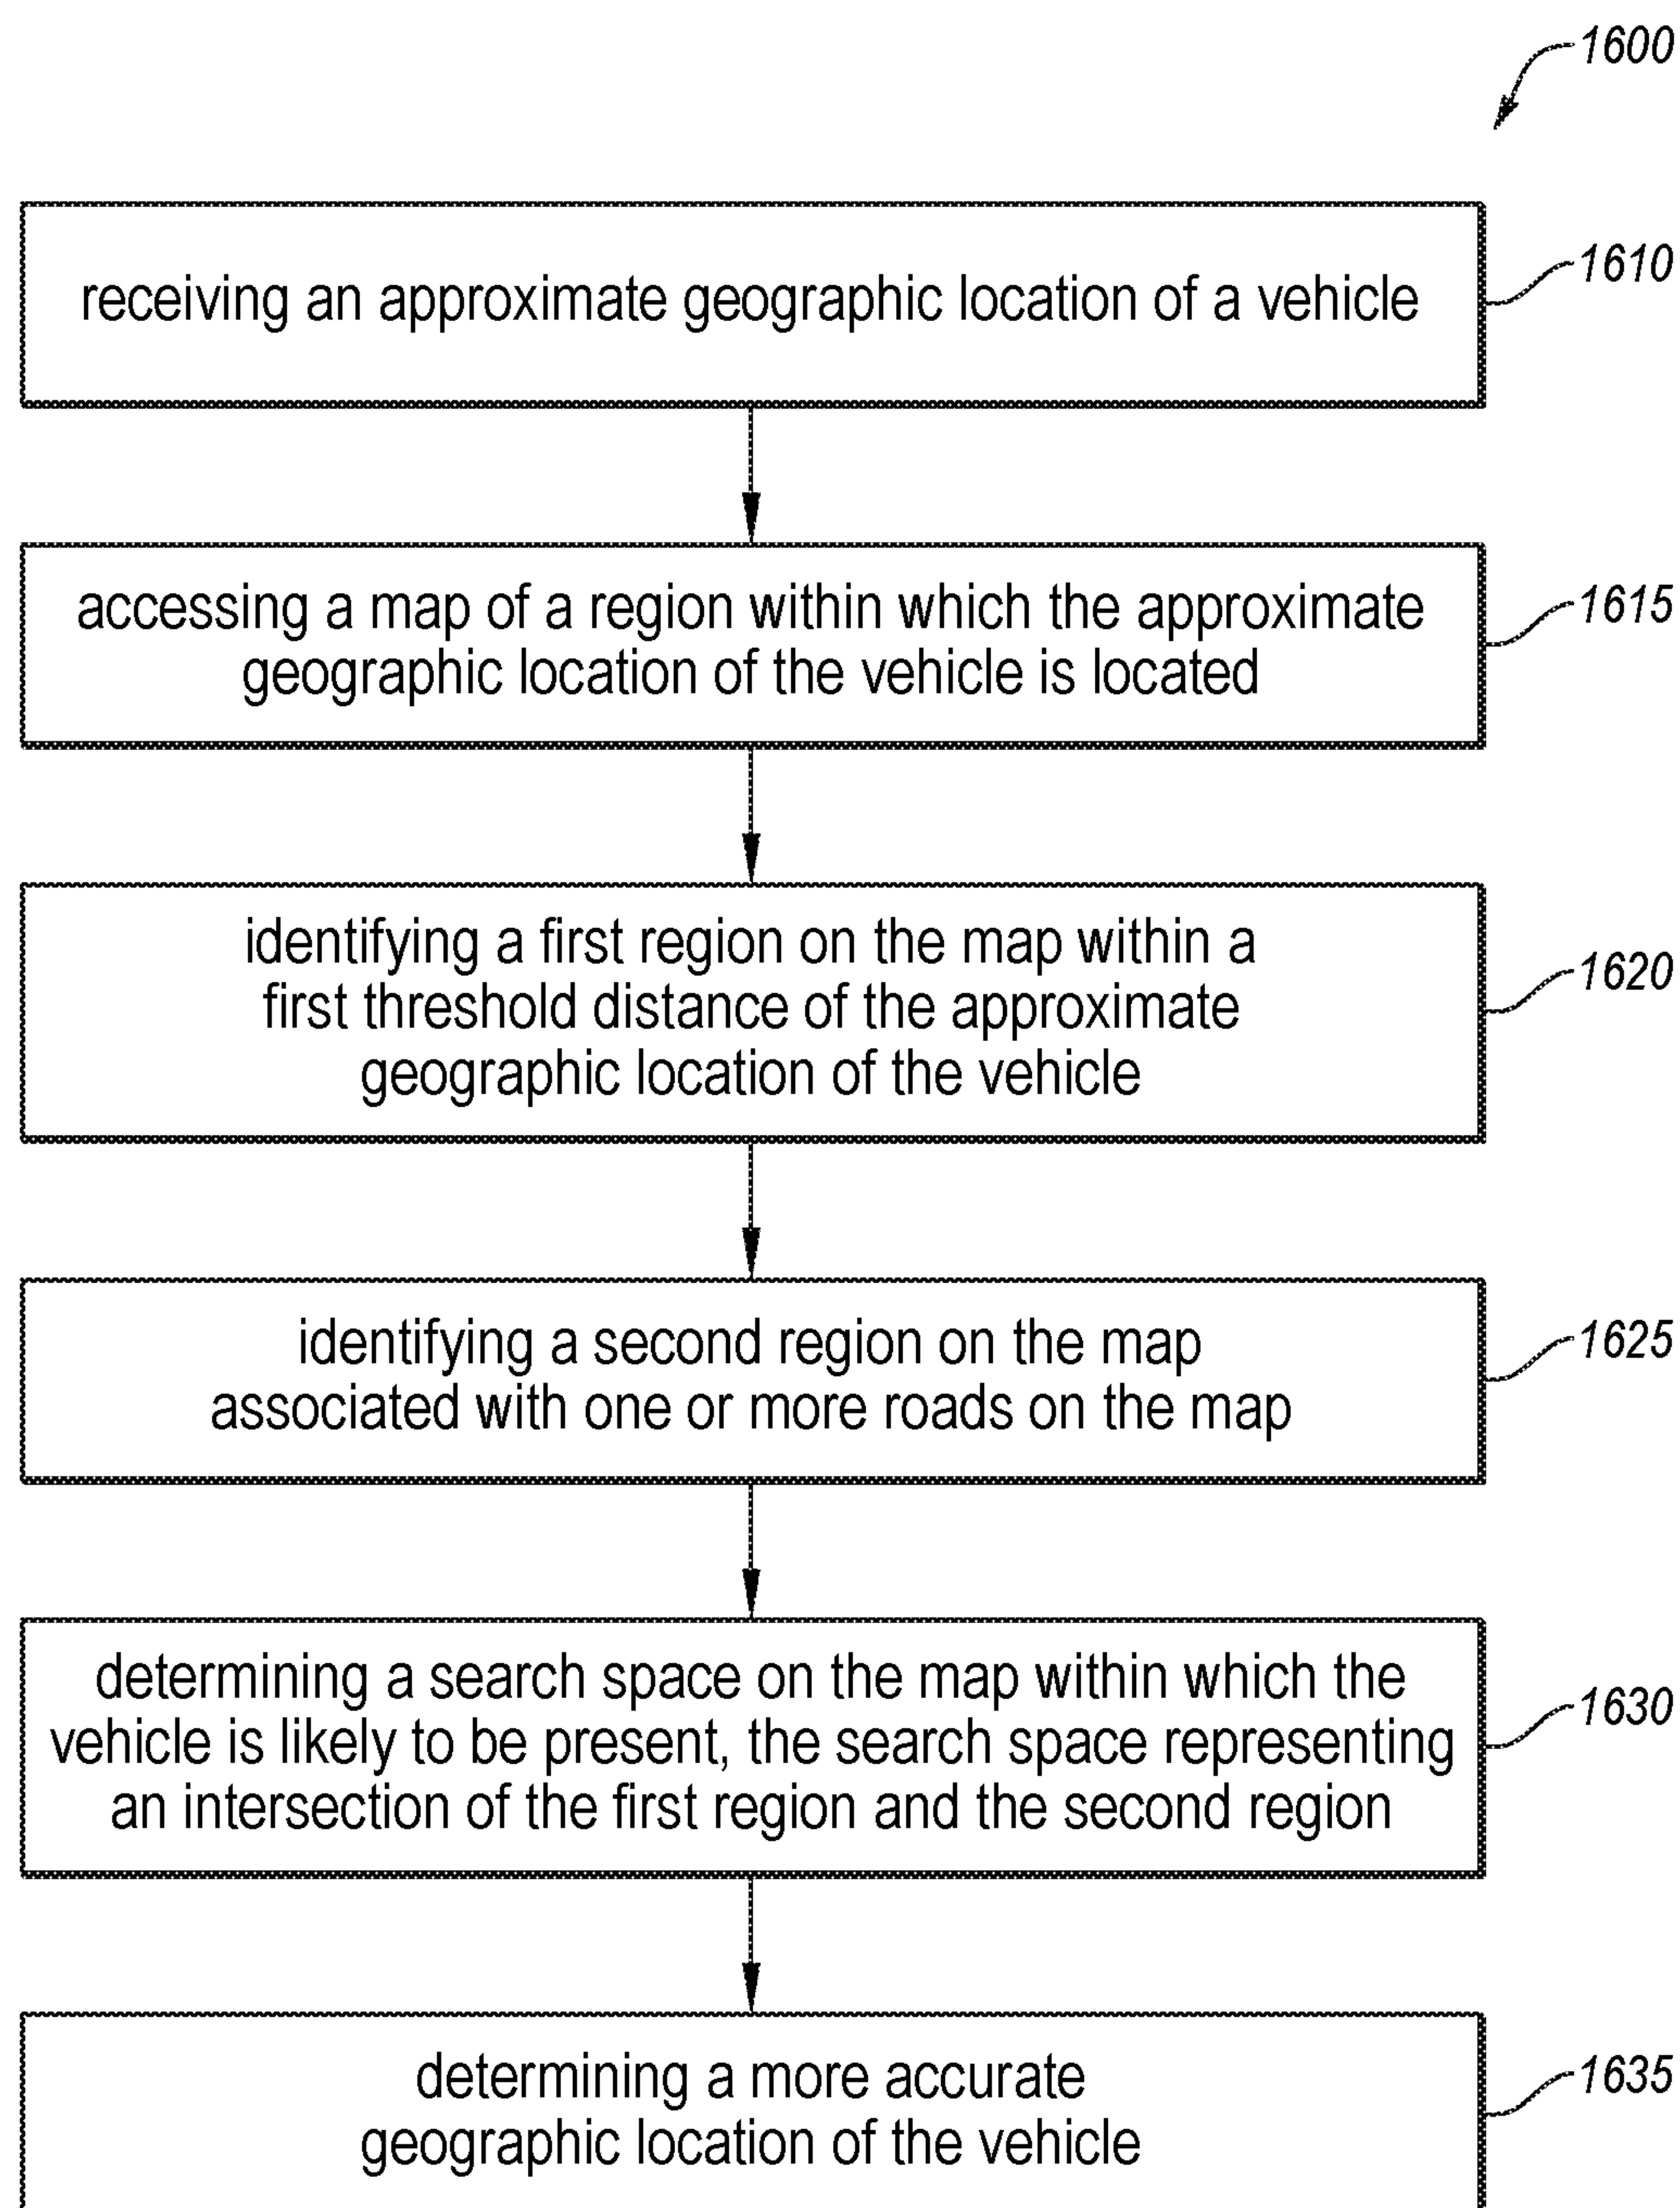 1600
receiving an approximate geographic location of a vehicle
1610
accessing a map of a region within which the approximate
geographic location of the vehicle is located
1615
identifying a first region on the map within a
first threshold distance of the approximate
geographic location of the vehicle
1620
identifying a second region on the map
associated with one or more roads on the map
1625
determining a search space on the map within which the
vehicle is likely to be present, the search space representing
an intersection of the first region and the second region
1630
determining a more accurate
geographic location of the vehicle
1635